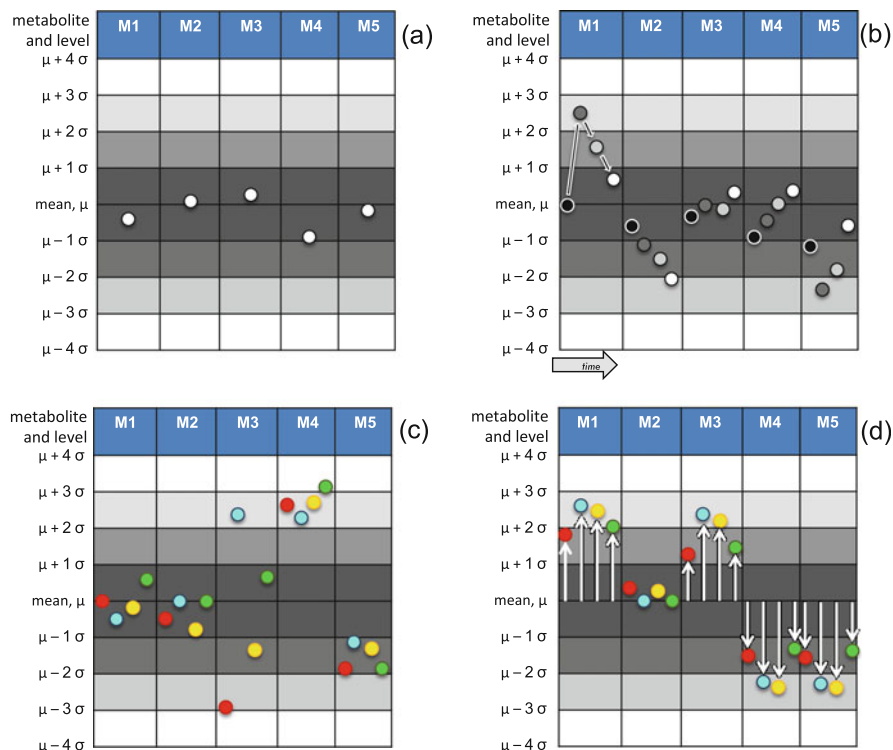 metabolite
and level
M1 M2 M3 M4 M5
(a)
μ + 4 σ
μ + 3 σ
μ + 2 σ
μ + 1 σ
mean, μ
μ – 1 σ
μ – 2 σ
μ – 3 σ
μ – 4 σ
metabolite
and level
M1 M2 M3 M4 M5
(b)
μ + 4 σ
μ + 3 σ
μ + 2 σ
μ + 1 σ
mean, μ
μ – 1 σ
μ – 2 σ
μ – 3 σ
μ – 4 σ
time
metabolite
and level
M1 M2 M3 M4 M5
(c)
μ + 4 σ
μ + 3 σ
μ + 2 σ
μ + 1 σ
mean, μ
μ – 1 σ
μ – 2 σ
μ – 3 σ
μ – 4 σ
metabolite
and level
M1 M2 M3 M4 M5
(d)
μ + 4 σ
μ + 3 σ
μ + 2 σ
μ + 1 σ
mean, μ
μ – 1 σ
μ – 2 σ
μ – 3 σ
μ – 4 σ